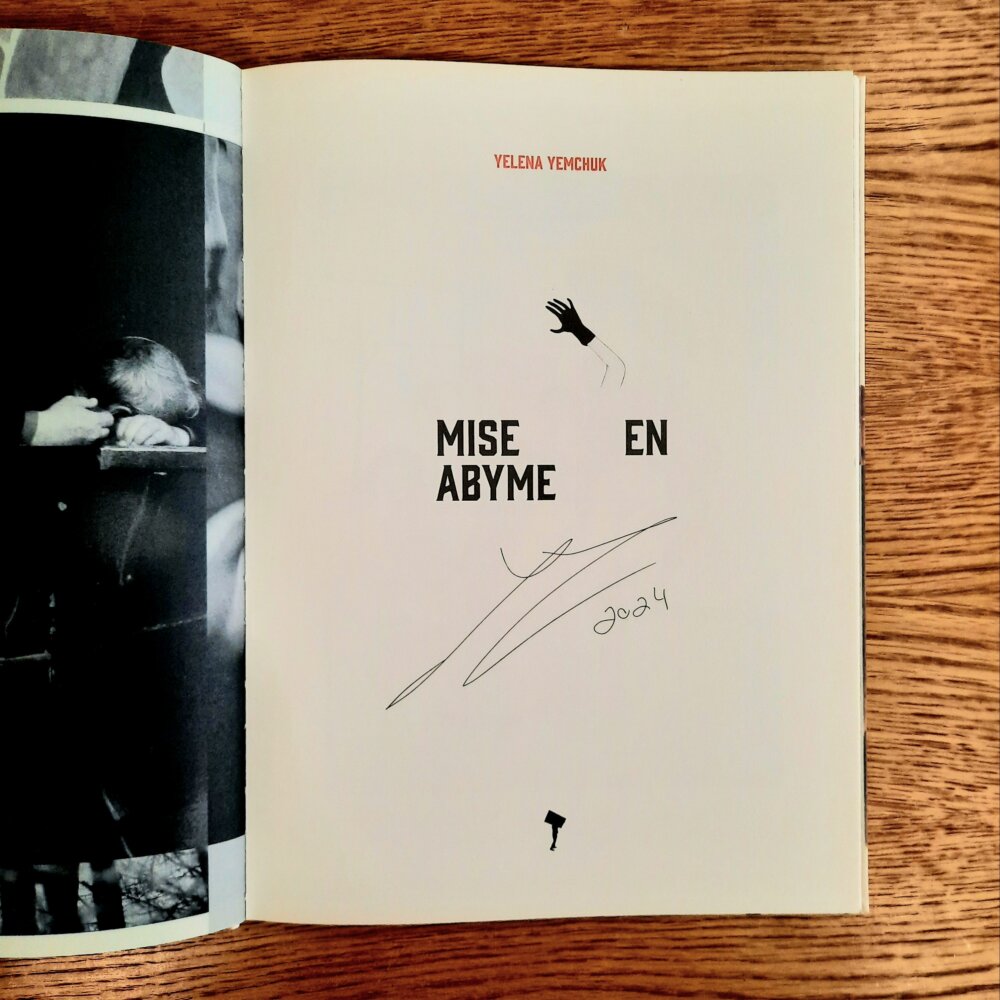 YELENA YEMCHUK
MISE EN
ABYME
2024